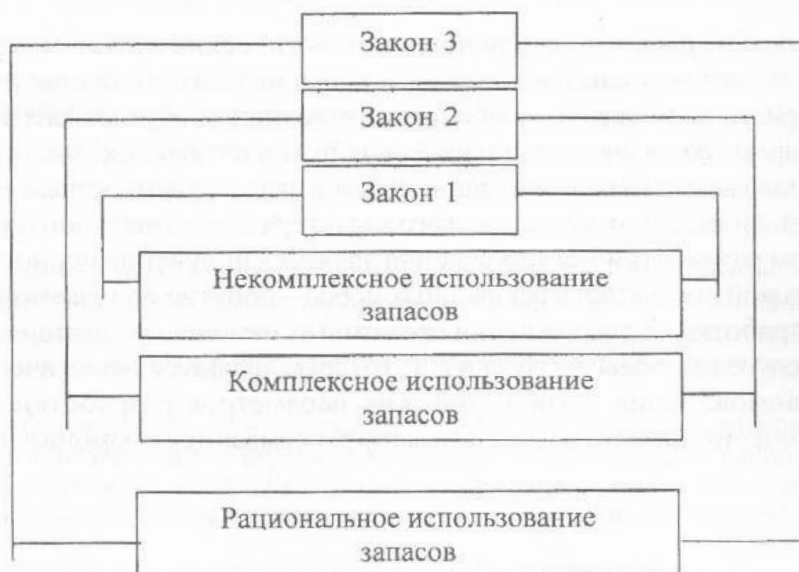 Закон 3
Закон 2
Закон 1
Некомплексное использование
запасов
Комплексное использование
запасов
Рациональное использование
запасов